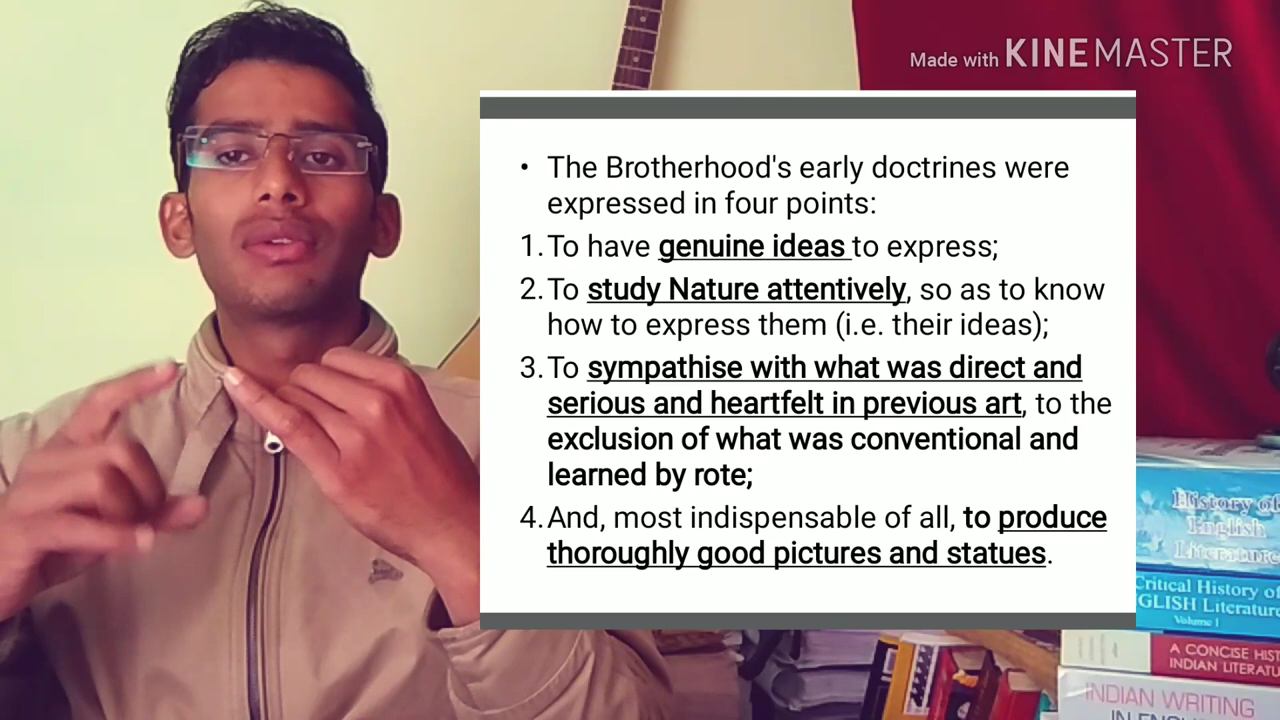 Made with KINEMASTER
• The Brotherhood's early doctrines were
expressed in four points:
1. To have genuine ideas to express;
2. To study Nature attentively, so as to know
how to express them (i.e. their ideas);
3. To sympathise with what was direct and
serious and heartfelt in previous art, to the
exclusion of what was conventional and
learned by rote;
4. And, most indispensable of all, to produce
thoroughly good pictures and statues.
History of
English
Literature
Critical History of
GLISH Literature
Volume I
A CONCISE HIST
INDIAN LITERATU
INDIAN WRITING
IN ENG